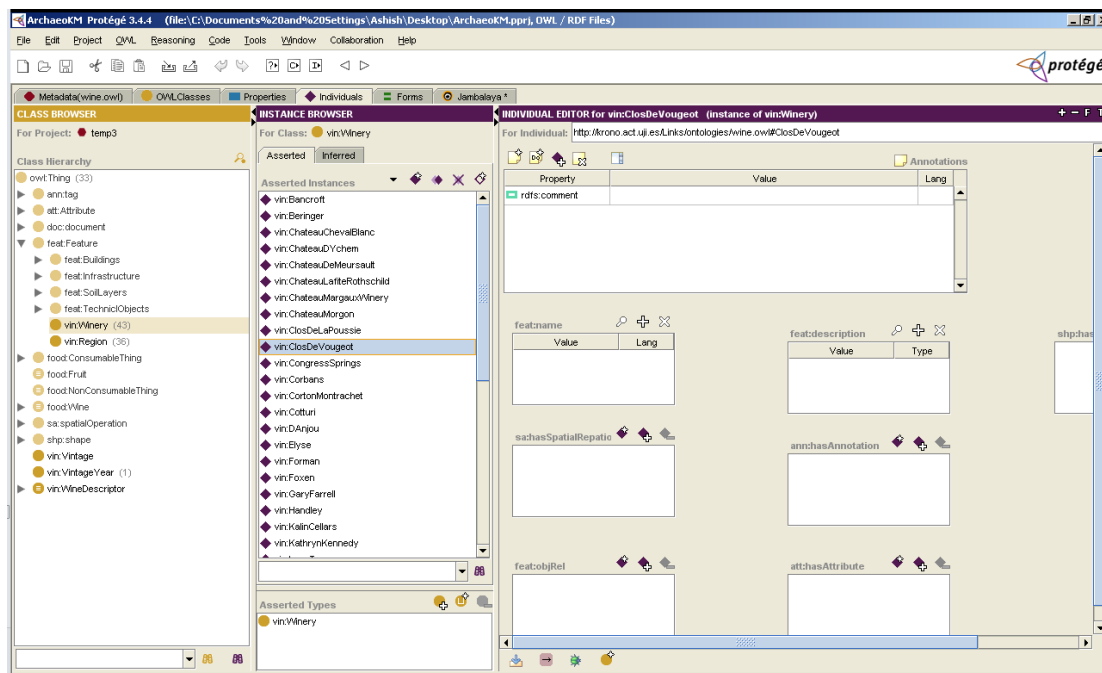 ArchaeoKM Protégé 3.4.4 (file:\C:\Documents%20and%20Settings\Ashish\Desktop\ArchaeoKM.pprj, OWL / RDF Files)
File Edit Project OWL Reasoning Code Tools Window Collaboration Help
protégé
Metadata(wine.owl) OWLClasses Properties Individuals Forms Jambalaya *
CLASS BROWSER
For Project: temp3
Class Hierarchy
owl:Thing (33)
ann:tag
att:Attribute
doc:document
feat:Feature
feat:Buildings
feat:Infrastructure
feat:SoilLayers
feat:TechniclObjects
vin:Winery (43)
vin:Region (36)
food:ConsumableThing
food:Fruit
food:NonConsumableThing
food:Wine
sa:spatialOperation
shp:shape
vin:Vintage
vin:VintageYear (1)
vin:WineDescriptor
INSTANCE BROWSER
For Class: vin:Winery
Asserted Inferred
Asserted Instances
vin:Bancroft
vin:Beringer
vin:ChateauChevalBlanc
vin:ChateauDYchem
vin:ChateauDeMeursault
vin:ChateauLafiteRothschild
vin:ChateauMargauxWinery
vin:ChateauMorgon
vin:ClosDeLaPoussie
vin:ClosDeVougeot
vin:CongressSprings
vin:Corbans
vin:CortonMontrachet
vin:Cotturi
vin:DAnjou
vin:Elyse
vin:Forman
vin:Foxen
vin:GaryFarrell
vin:Handley
vin:KalinCellars
vin:KathrynKennedy
Asserted Types
vin:Winery
INDIVIDUAL EDITOR for vin:ClosDeVougeot (instance of vin:Winery) + − F T
For Individual: http://krono.act.uji.es/Links/ontologies/wine.owl#ClosDeVougeot
Annotations
Property Value Lang
rdfs:comment
feat:name
Value Lang
feat:description
Value Type
shp:has
sa:hasSpatialRepatio
ann:hasAnnotation
feat:objRel
att:hasAttribute